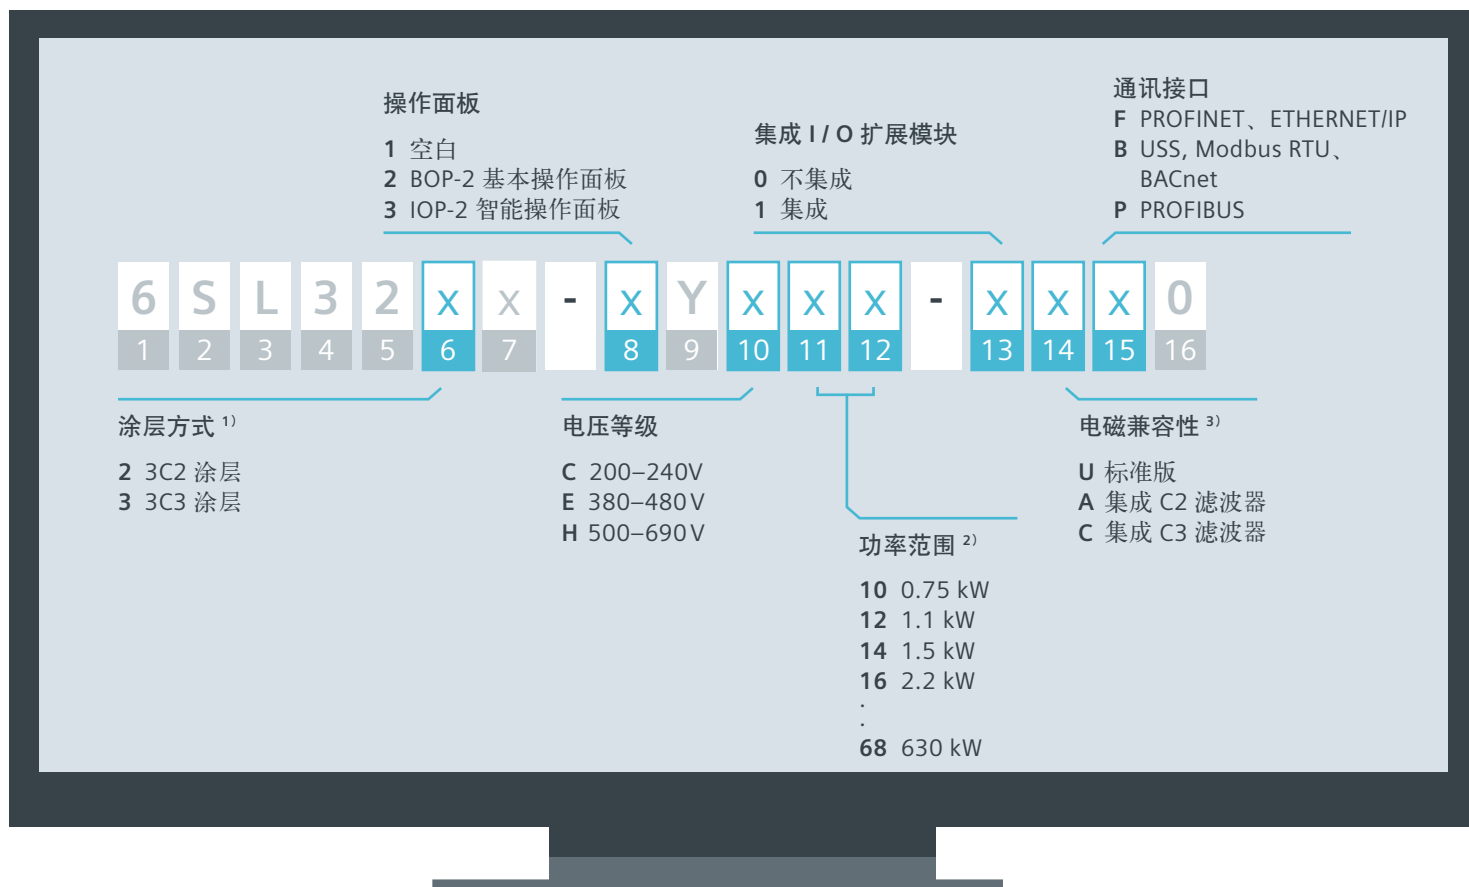 操作面板
1 空白
2 BOP-2 基本操作面板
3 IOP-2 智能操作面板
集成 I / O 扩展模块
0 不集成
1 集成
通讯接口
F PROFINET、ETHERNET/IP
B USS, Modbus RTU、
BACnet
P PROFIBUS
6 S L 3 2 x x - x Y x x x - x x x 0
1 2 3 4 5 6 7 8 9 10 11 12 13 14 15 16
涂层方式 1)
2 3C2 涂层
3 3C3 涂层
电压等级
C 200–240V
E 380–480V
H 500–690V
功率范围 2)
10 0.75 kW
12 1.1 kW
14 1.5 kW
16 2.2 kW
.
.
68 630 kW
电磁兼容性 3)
U 标准版
A 集成 C2 滤波器
C 集成 C3 滤波器